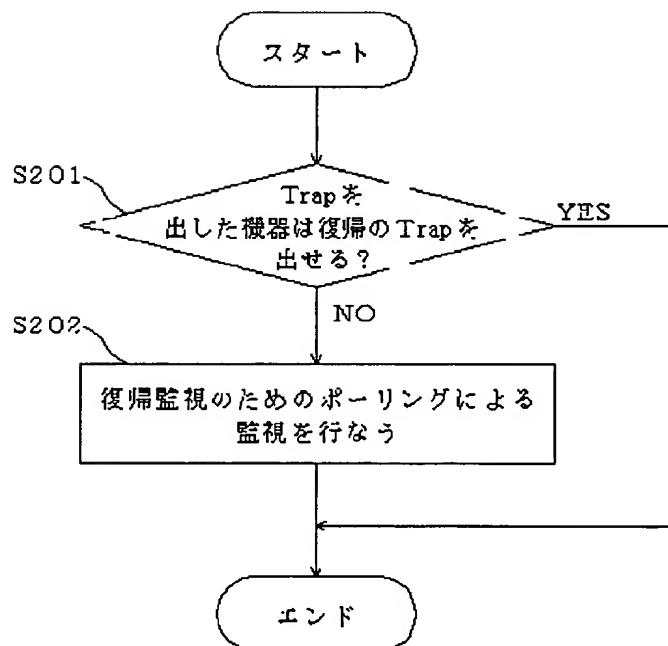 スタート
S201
Trapを
出した機器は復帰のTrapを
出せる?
YES
NO
S202
復帰監視のためのポーリングによる
監視を行なう
エンド